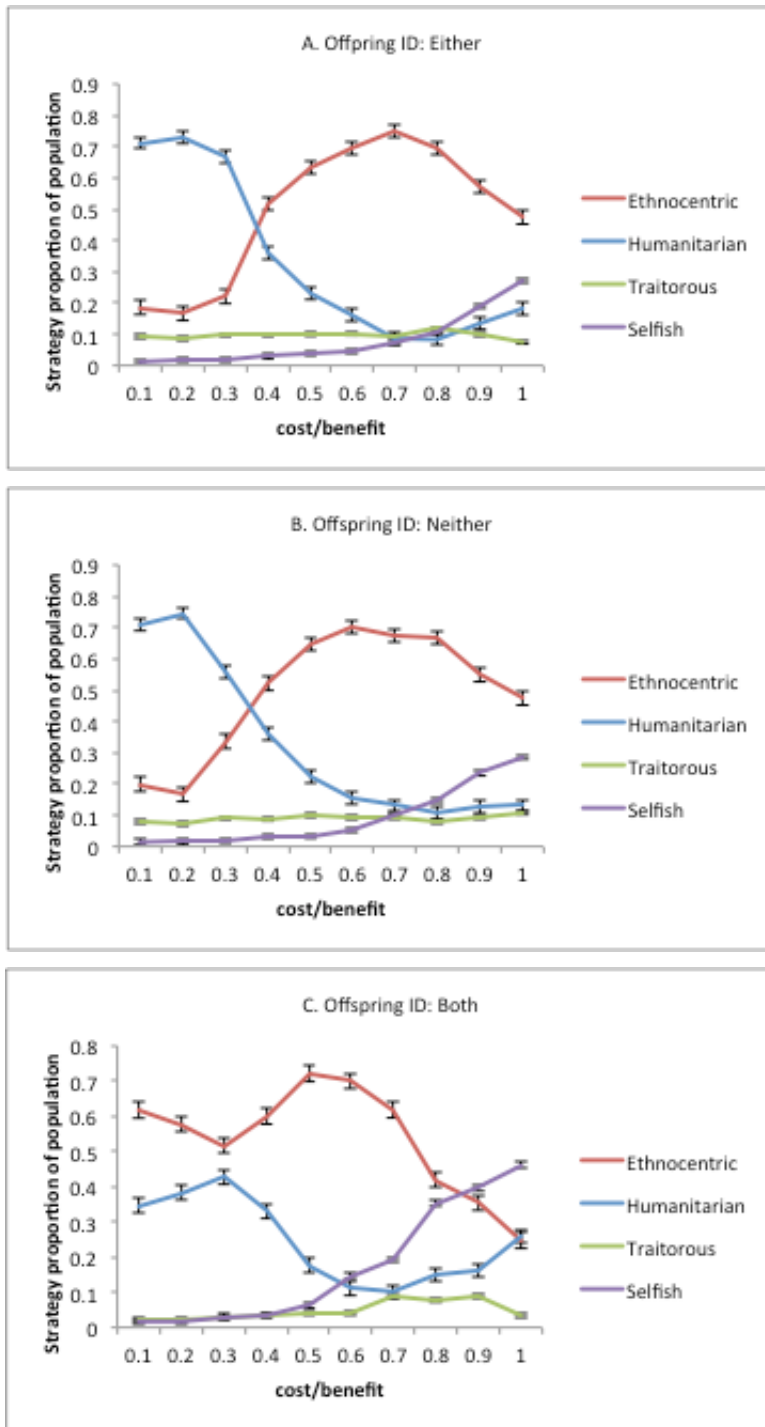 A. Offpring ID: Either
Strategy proportion of population
0.9
0.8
0.7
0.6
0.5
0.4
0.3
0.2
0.1
0
0.1 0.2 0.3 0.4 0.5 0.6 0.7 0.8 0.9 1
cost/benefit
Ethnocentric
Humanitarian
Traitorous
Selfish
B. Offspring ID: Neither
Strategy proportion of population
0.9
0.8
0.7
0.6
0.5
0.4
0.3
0.2
0.1
0
0.1 0.2 0.3 0.4 0.5 0.6 0.7 0.8 0.9 1
cost/benefit
Ethnocentric
Humanitarian
Traitorous
Selfish
C. Offspring ID: Both
Strategy proportion of population
0.8
0.7
0.6
0.5
0.4
0.3
0.2
0.1
0
0.1 0.2 0.3 0.4 0.5 0.6 0.7 0.8 0.9 1
cost/benefit
Ethnocentric
Humanitarian
Traitorous
Selfish